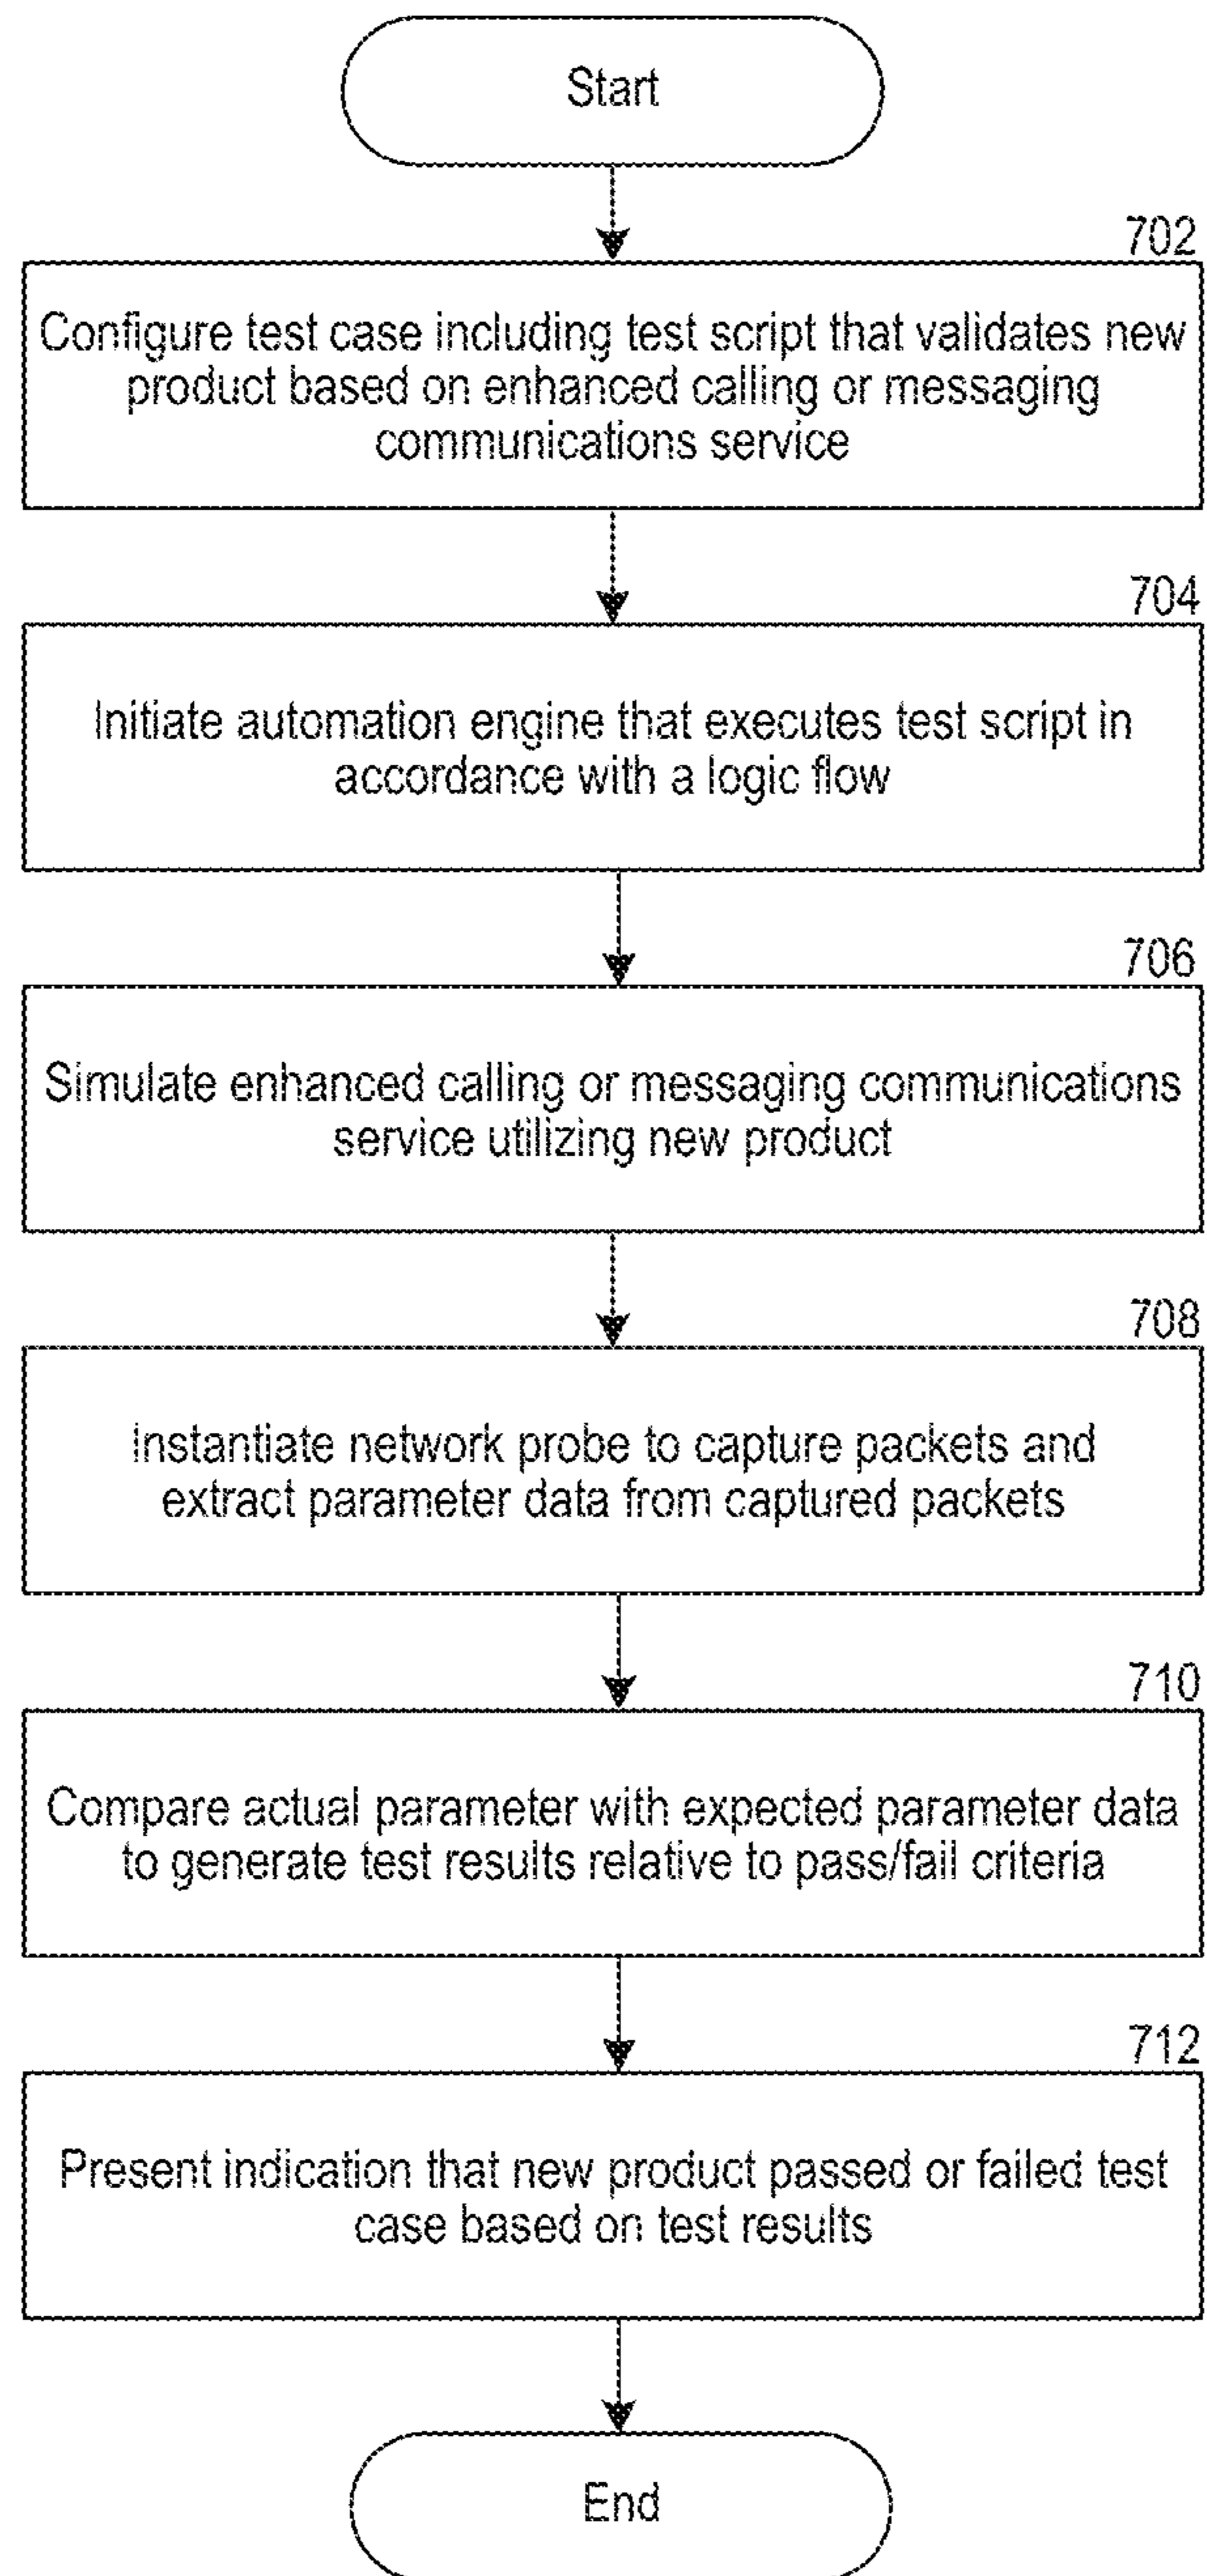 Start
702
Configure test case including test script that validates new
product based on enhanced calling or messaging
communications service
704
Initiate automation engine that executes test script in
accordance with a logic flow
706
Simulate enhanced calling or messaging communications
service utilizing new product
708
Instantiate network probe to capture packets and
extract parameter data from captured packets
710
Compare actual parameter with expected parameter data
to generate test results relative to pass/fail criteria
712
Present indication that new product passed or failed test
case based on test results
End